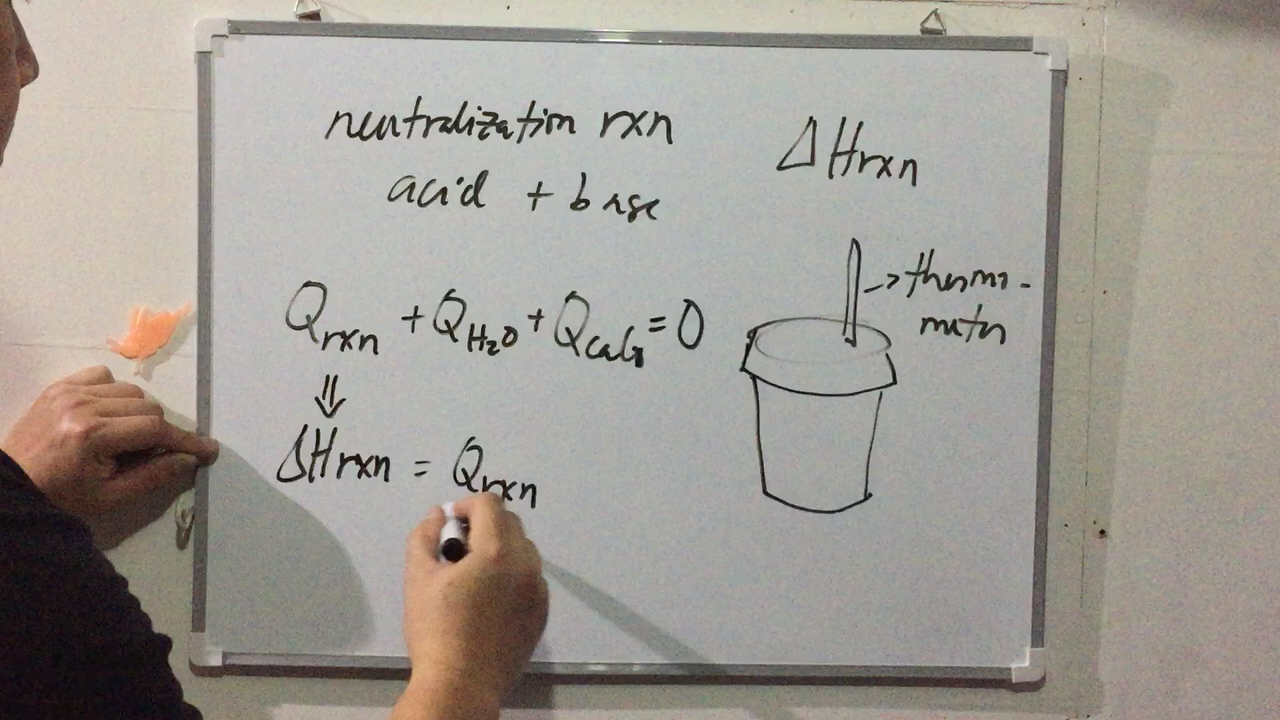 neutralization rxn
acid + base
ΔHrxn
thermo-
meter
Qrxn + QH₂O + Qcal = 0
⇓
ΔHrxn = Qrxn